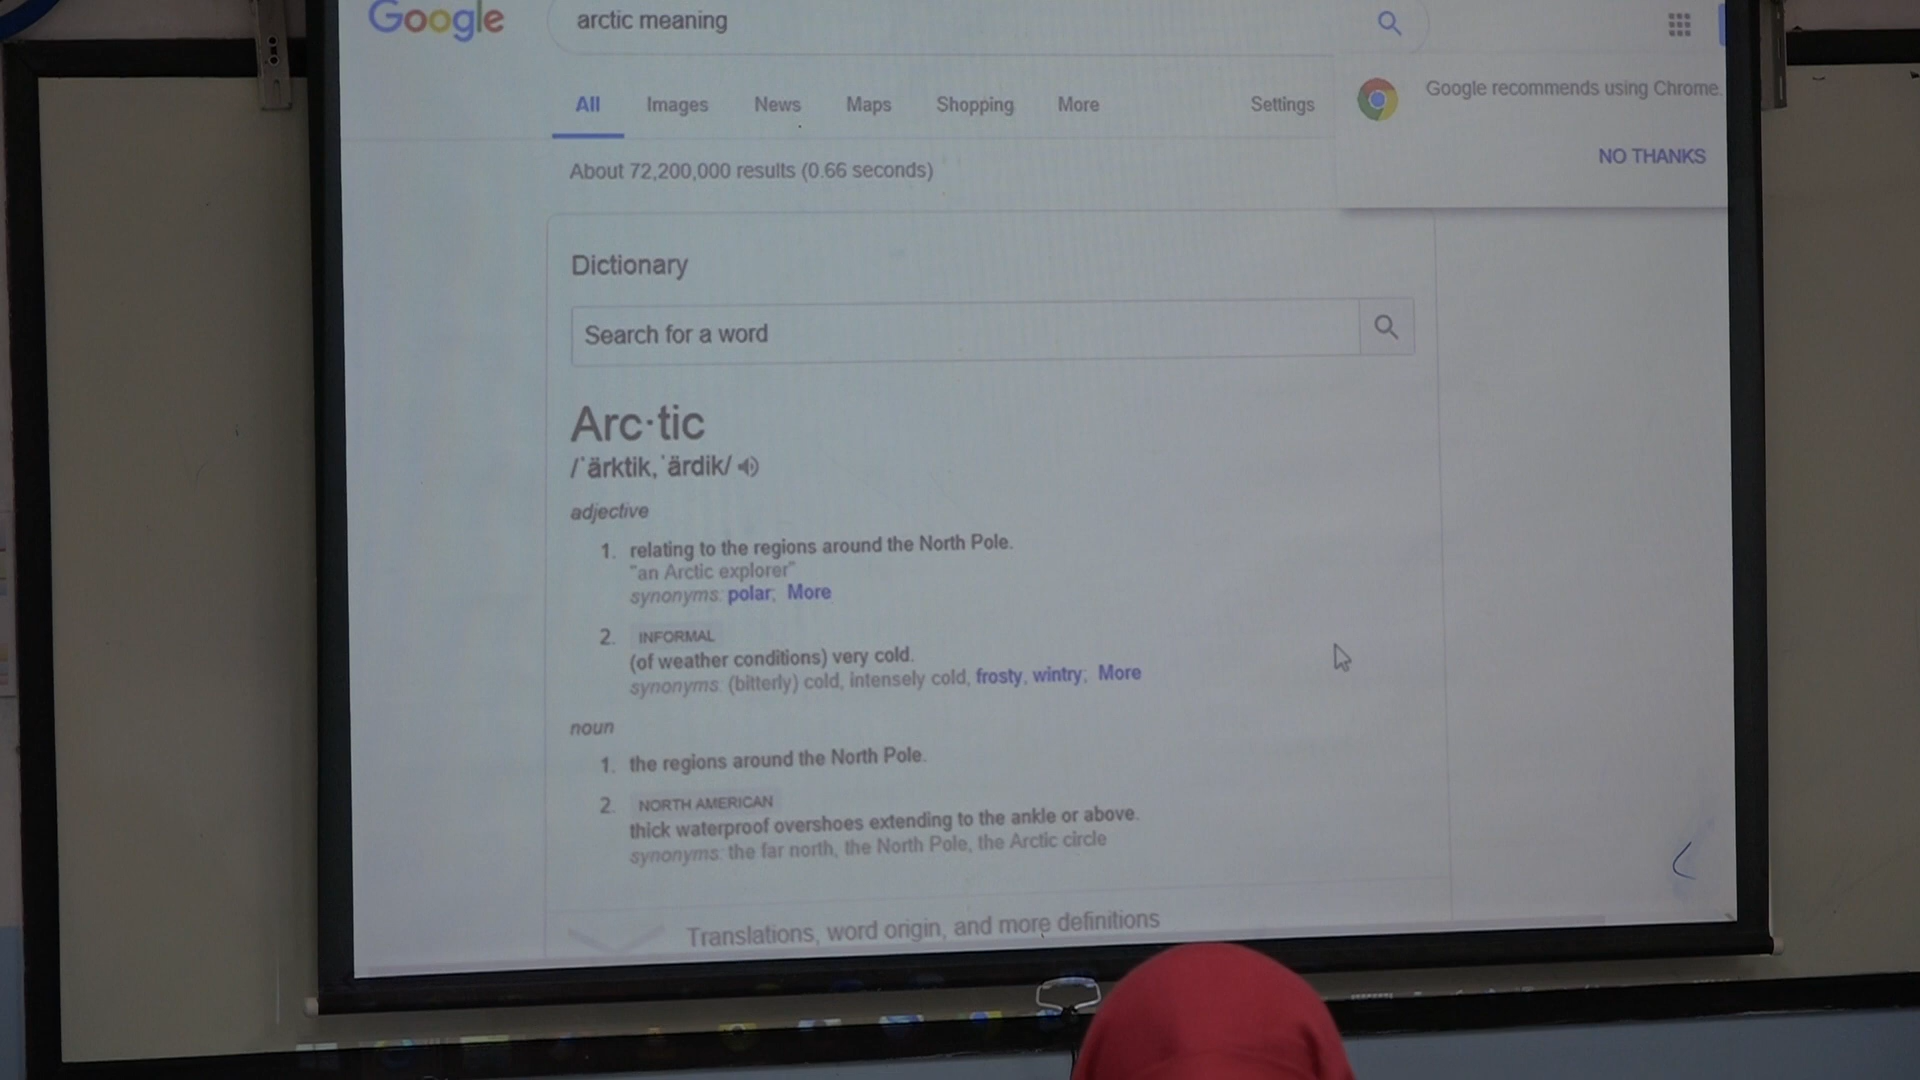 Google
arctic meaning
All Images News Maps Shopping More Settings
Google recommends using Chrome.
NO THANKS
About 72,200,000 results (0.66 seconds)
Dictionary
Search for a word
Arc·tic
/ˈärktik, ˈärdik/
adjective
1. relating to the regions around the North Pole.
"an Arctic explorer"
synonyms: polar; More
2. INFORMAL
(of weather conditions) very cold.
synonyms: (bitterly) cold, intensely cold, frosty, wintry; More
noun
1. the regions around the North Pole.
2. NORTH AMERICAN
thick waterproof overshoes extending to the ankle or above.
synonyms: the far north, the North Pole, the Arctic circle
Translations, word origin, and more definitions